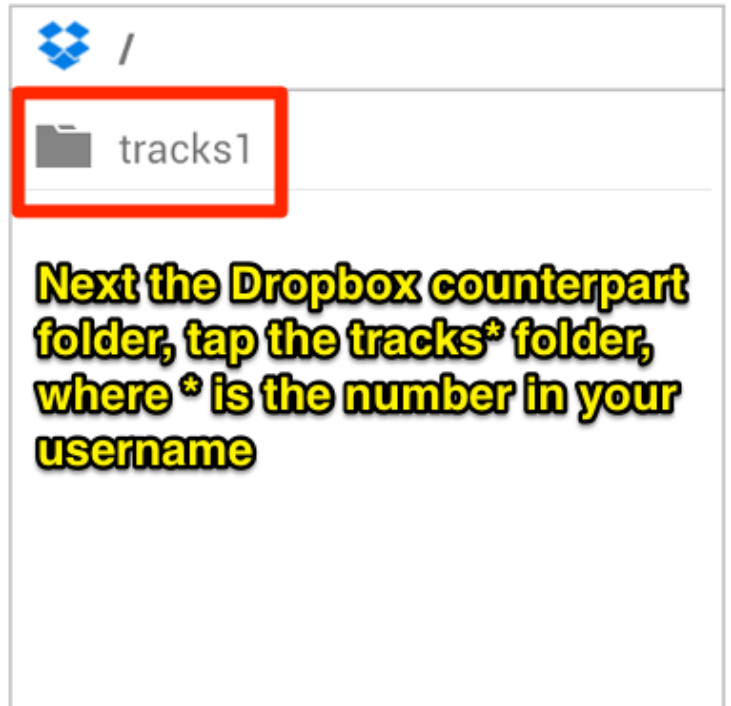 /
tracks1
Next the Dropbox counterpart
folder, tap the tracks* folder,
where * is the number in your
username